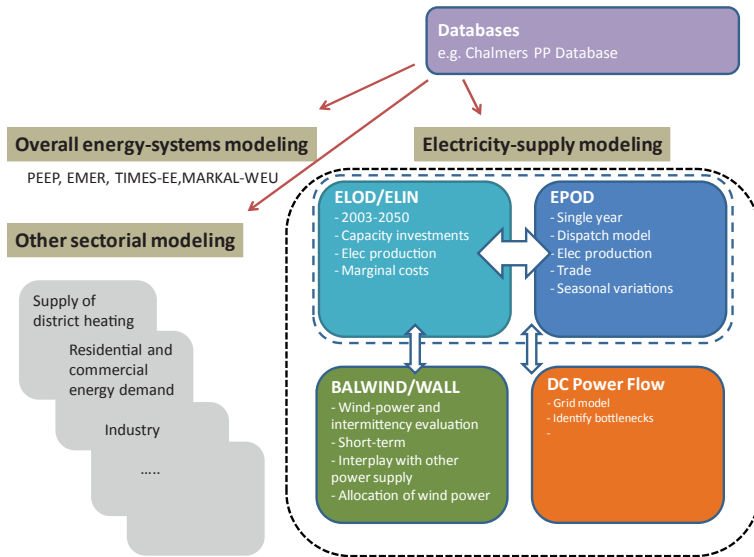 Databases
e.g. Chalmers PP Database
Overall energy-systems modeling
PEEP, EMER, TIMES-EE,MARKAL-WEU
Electricity-supply modeling
Other sectorial modeling
Supply of
district heating
Residential and
commercial
energy demand
Industry
.....
ELOD/ELIN
- 2003-2050
- Capacity investments
- Elec production
- Marginal costs
EPOD
- Single year
- Dispatch model
- Elec production
- Trade
- Seasonal variations
BALWIND/WALL
- Wind-power and
intermittency evaluation
- Short-term
- Interplay with other
power supply
- Allocation of wind power
DC Power Flow
- Grid model
- Identify bottlenecks
-